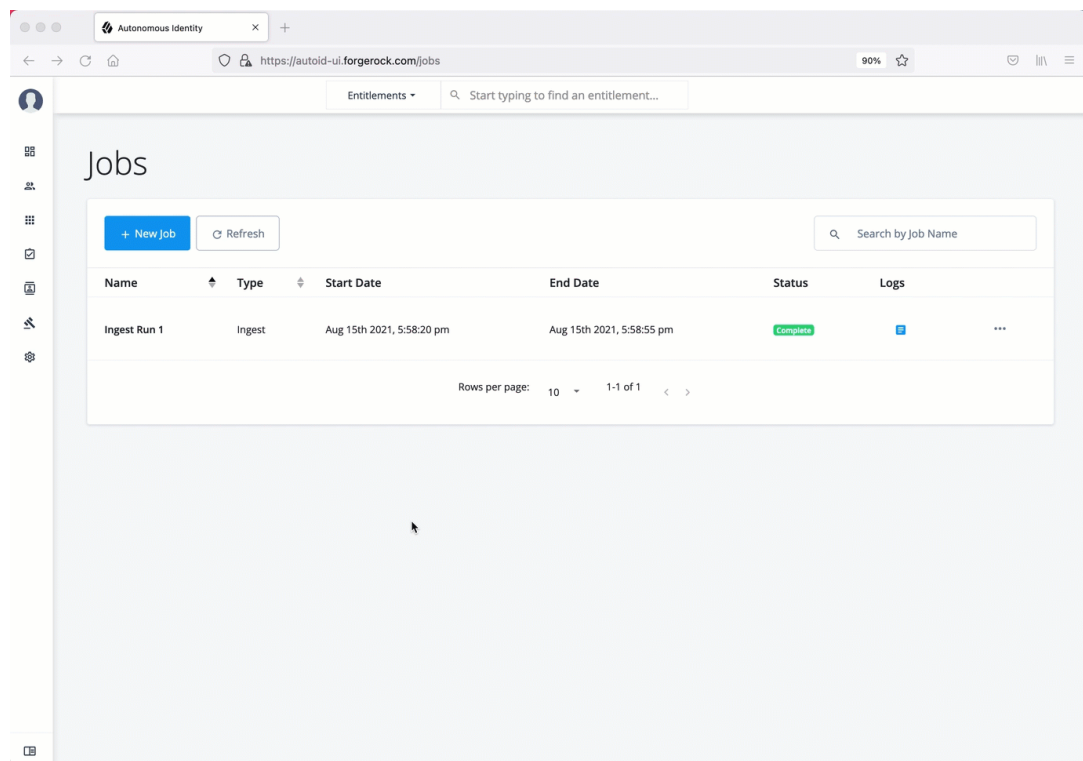 Autonomous Identity
https://autoid-ui.forgerock.com/jobs
90%
Entitlements
Start typing to find an entitlement...
Jobs
+ New Job
Refresh
Search by Job Name
Name Type Start Date End Date Status Logs
Ingest Run 1 Ingest Aug 15th 2021, 5:58:20 pm Aug 15th 2021, 5:58:55 pm Complete
Rows per page: 10 1-1 of 1